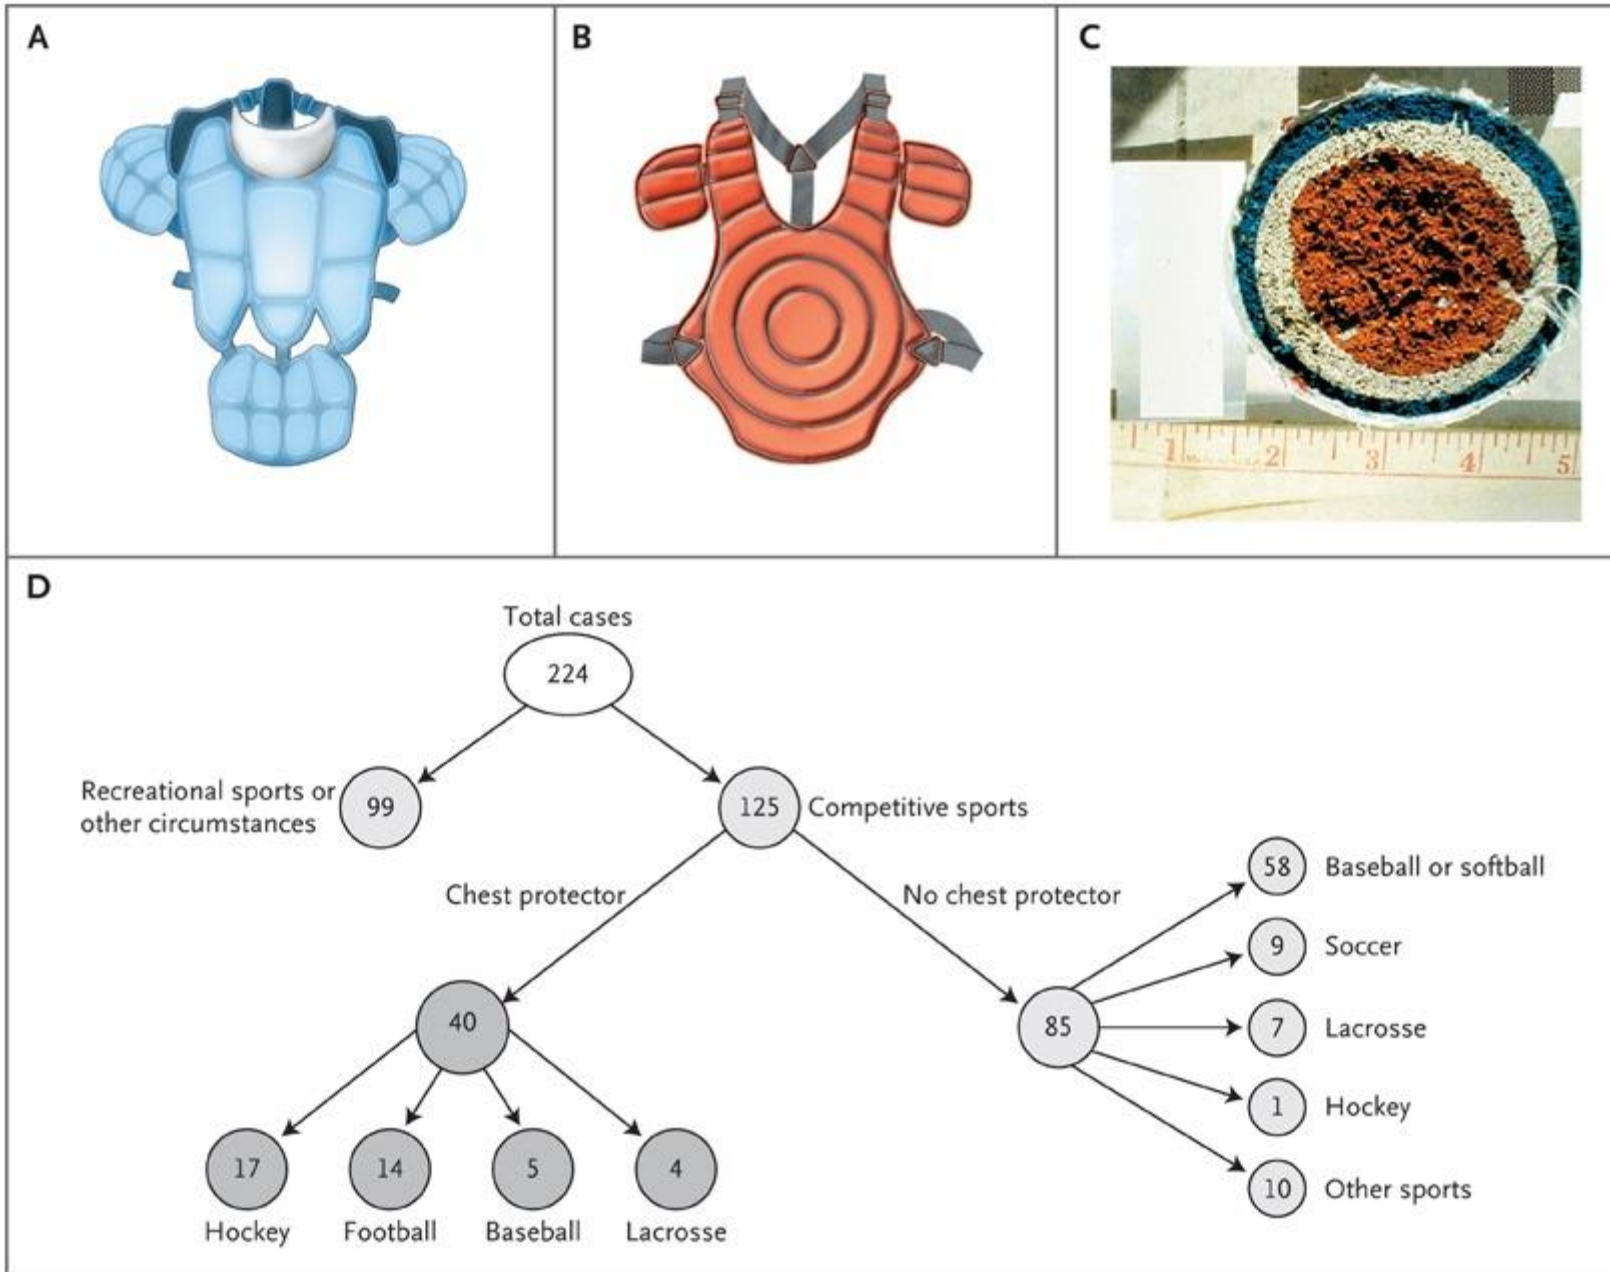 A
B
C
1
2
3
4
5
D
Total cases
224
Recreational sports or
other circumstances
99
125
Competitive sports
Chest protector
No chest protector
58
Baseball or softball
9
Soccer
40
85
7
Lacrosse
1
Hockey
17
14
5
4
10
Other sports
Hockey
Football
Baseball
Lacrosse